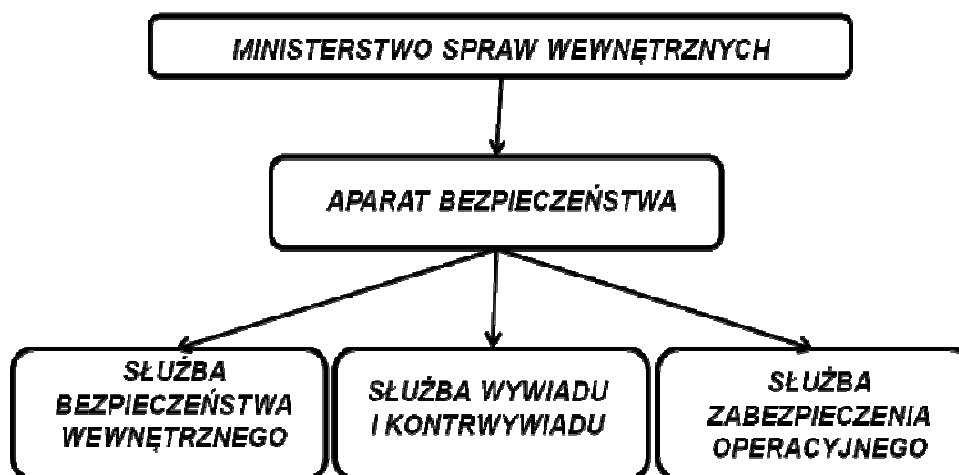 MINISTERSTWO SPRAW WEWNĘTRZNYCH
APARAT BEZPIECZEŃSTWA
SŁUŻBA
BEZPIECZEŃSTWA
WEWNĘTRZNEGO
SŁUŻBA WYWIADU
I KONTRWYWIADU
SŁUŻBA
ZABEZPIECZENIA
OPERACYJNEGO